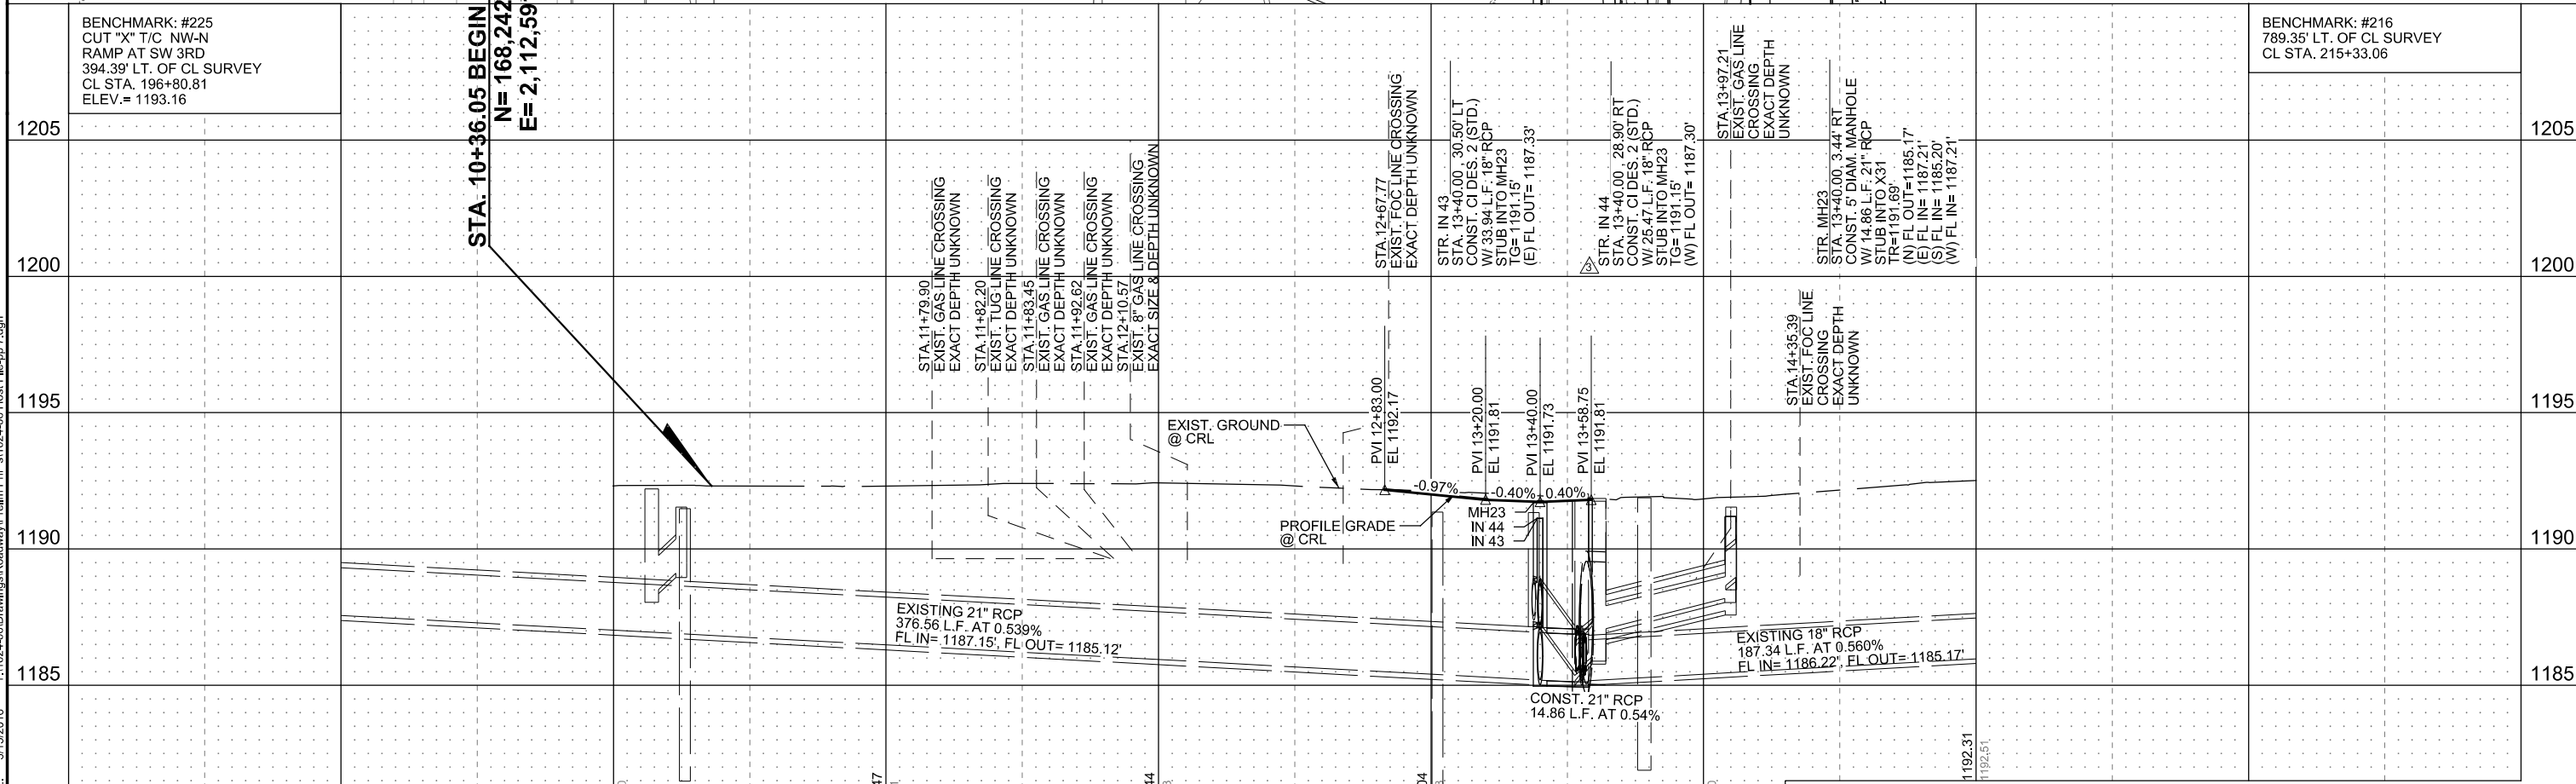 BENCHMARK: #225
CUT "X" T/C NW-N
RAMP AT SW 3RD
394.39' LT. OF CL SURVEY
CL STA. 196+80.81
ELEV.= 1193.16
STA. 10+36.05 BEGIN
N= 168,242
E= 2,112,59
BENCHMARK: #216
789.35' LT. OF CL SURVEY
CL STA. 215+33.06
1205
1200
1195
1190
1185
1205
1200
1195
1190
1185
STA.11+79.90
EXIST. GAS LINE CROSSING
EXACT DEPTH UNKNOWN
STA.11+82.20
EXIST. TUG LINE CROSSING
EXACT DEPTH UNKNOWN
STA.11+83.45
EXIST. GAS LINE CROSSING
EXACT DEPTH UNKNOWN
STA.11+92.62
EXIST. GAS LINE CROSSING
EXACT DEPTH UNKNOWN
STA.12+10.57
EXIST. 8" GAS LINE CROSSING
EXACT SIZE & DEPTH UNKNOWN
STA.12+67.77
EXIST. FOC LINE CROSSING
EXACT DEPTH UNKNOWN
STR. IN 43
STA. 13+40.00, 30.50' LT
CONST. CI DES. 2 (STD.)
W/ 33.94 L.F. 18" RCP
STUB INTO MH23
TG= 1191.15'
(E) FL OUT= 1187.33'
3
STR. IN 44
STA. 13+40.00 , 28.90' RT
CONST. CI DES. 2 (STD.)
W/ 25.47 L.F. 18" RCP
STUB INTO MH23
TG= 1191.15'
(W) FL OUT= 1187.30'
STA.13+97.21
EXIST. GAS LINE
CROSSING
EXACT DEPTH
UNKNOWN
STR. MH23
STA. 13+40.00, 3.44' RT
CONST. 5' DIAM. MANHOLE
W/ 14.86 L.F. 21" RCP
STUB INTO X31
TR=1191.69'
(N) FL OUT=1185.17'
(E) FL IN= 1187.21'
(S) FL IN= 1185.20'
(W) FL IN= 1187.21'
STA.14+35.39
EXIST. FOC LINE
CROSSING
EXACT DEPTH
UNKNOWN
EXIST. GROUND
@ CRL
PVI 12+83.00
EL 1192.17
PVI 13+20.00
EL 1191.81
PVI 13+40.00
EL 1191.73
PVI 13+58.75
EL 1191.81
-0.97%
-0.40%
0.40%
PROFILE GRADE
@ CRL
MH23
IN 44
IN 43
EXISTING 21" RCP
376.56 L.F. AT 0.539%
FL IN= 1187.15', FL OUT= 1185.12'
EXISTING 18" RCP
187.34 L.F. AT 0.560%
FL IN= 1186.22', FL OUT= 1185.17'
CONST. 21" RCP
14.86 L.F. AT 0.54%
47
44
04
1192.31
1192.51